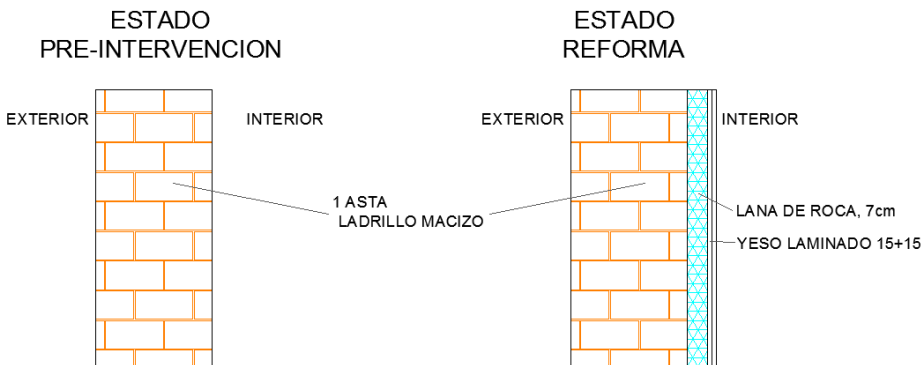 ESTADO
PRE-INTERVENCION
ESTADO
REFORMA
EXTERIOR
INTERIOR
EXTERIOR
INTERIOR
1 ASTA
LADRILLO MACIZO
LANA DE ROCA, 7cm
YESO LAMINADO 15+15